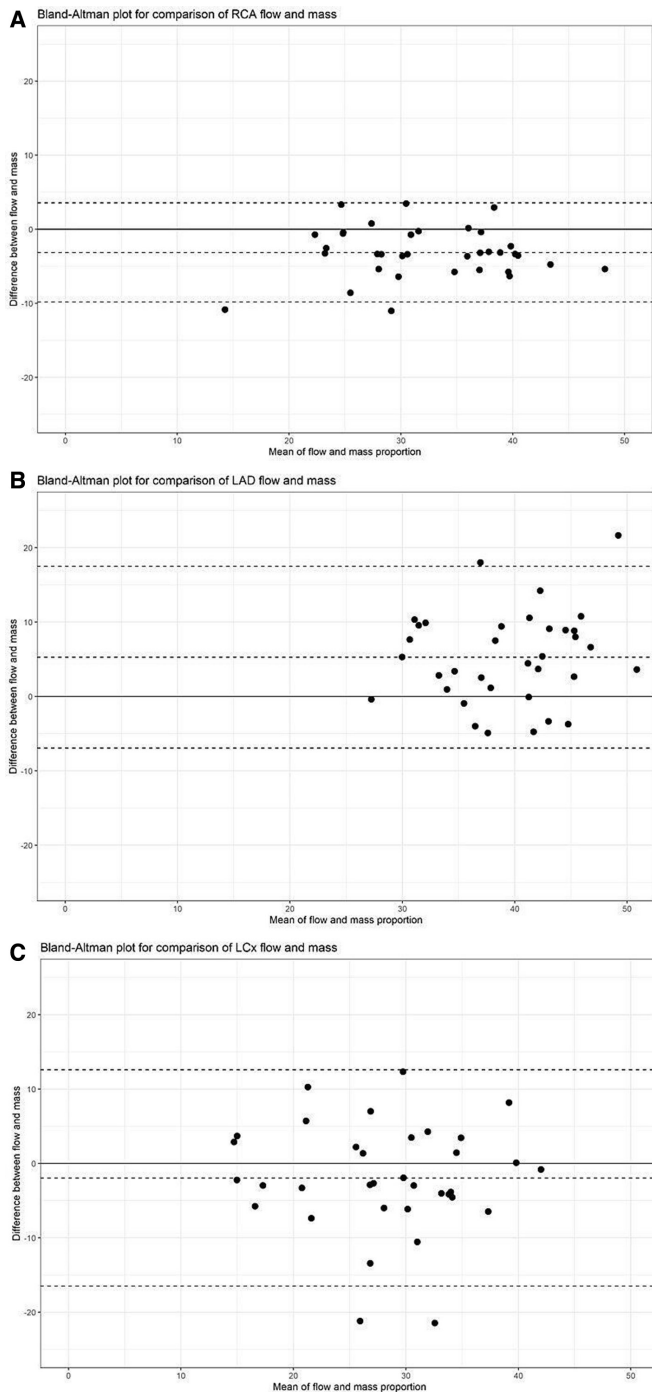 A
Bland-Altman plot for comparison of RCA flow and mass
20
10
0
-10
-20
Difference between flow and mass
0 10 20 30 40 50
Mean of flow and mass proportion
B
Bland-Altman plot for comparison of LAD flow and mass
20
10
0
-10
-20
Difference between flow and mass
0 10 20 30 40 50
Mean of flow and mass proportion
C
Bland-Altman plot for comparison of LCx flow and mass
20
10
0
-10
-20
Difference between flow and mass
0 10 20 30 40 50
Mean of flow and mass proportion